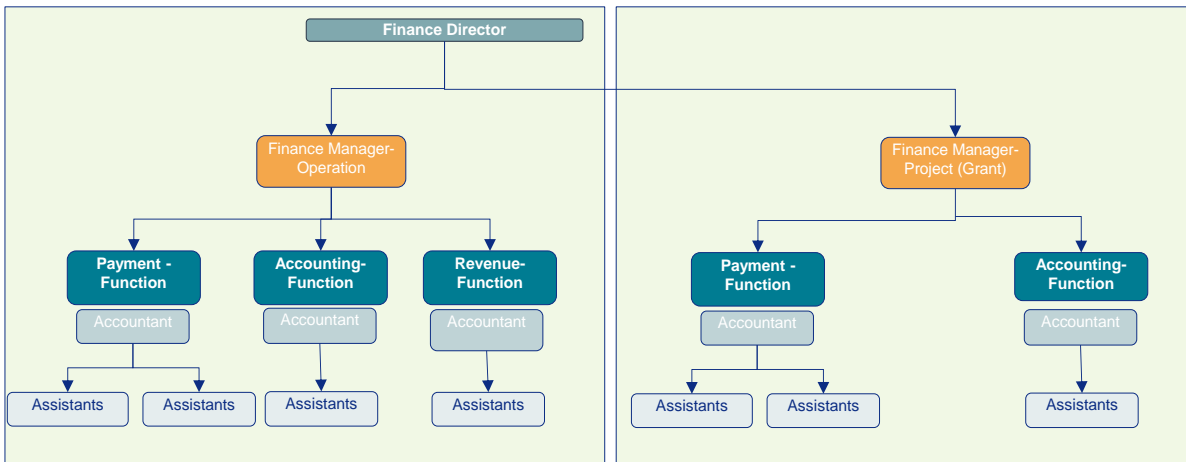 Finance Director
Finance Manager-
Operation
Finance Manager-
Project (Grant)
Payment -
Function
Accounting-
Function
Revenue-
Function
Payment -
Function
Accounting-
Function
Accountant
Accountant
Accountant
Accountant
Accountant
Assistants
Assistants
Assistants
Assistants
Assistants
Assistants
Assistants